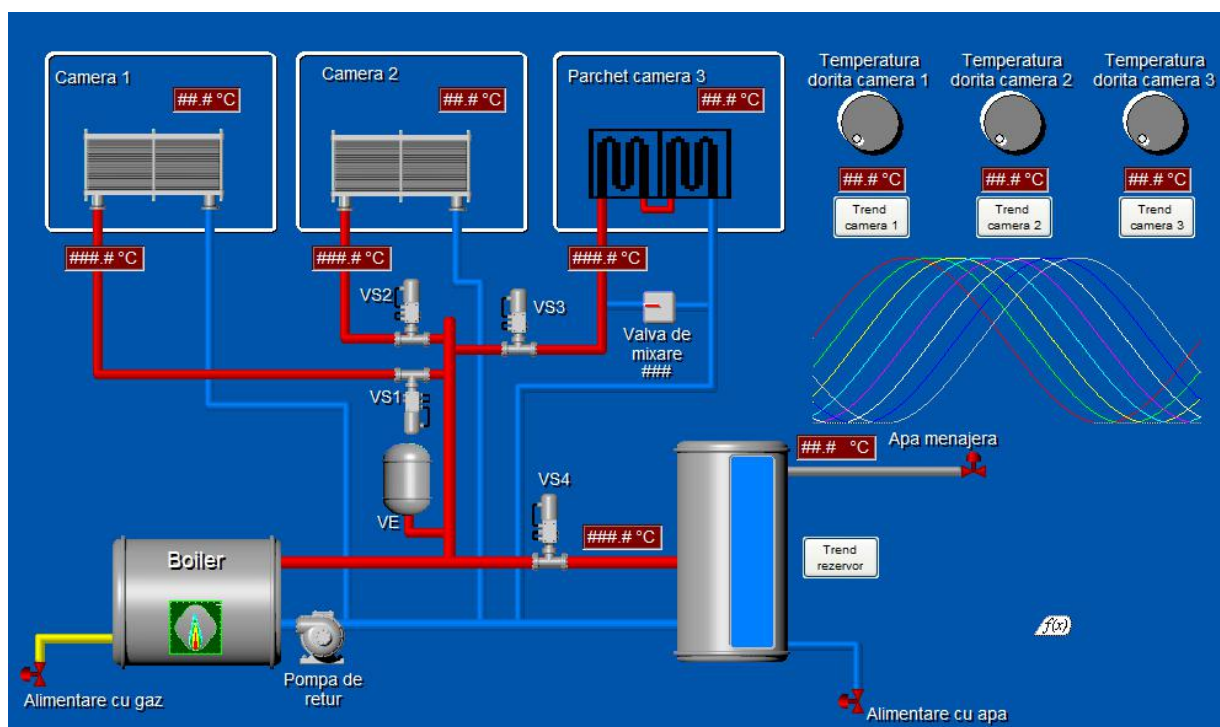 Camera 1
##.# °C
Camera 2
##.# °C
Parchet camera 3
##.# °C
Temperatura
dorita camera 1
Temperatura
dorita camera 2
Temperatura
dorita camera 3
##.# °C
##.# °C
##.# °C
Trend
camera 1
Trend
camera 2
Trend
camera 3
###.# °C
###.# °C
###.# °C
VS2
VS3
Valva de
mixare
###
VS1
VE
VS4
###.# °C
##.# °C
Apa menajera
Boiler
Trend
rezervor
f(x)
Pompa de
retur
Alimentare cu gaz
Alimentare cu apa